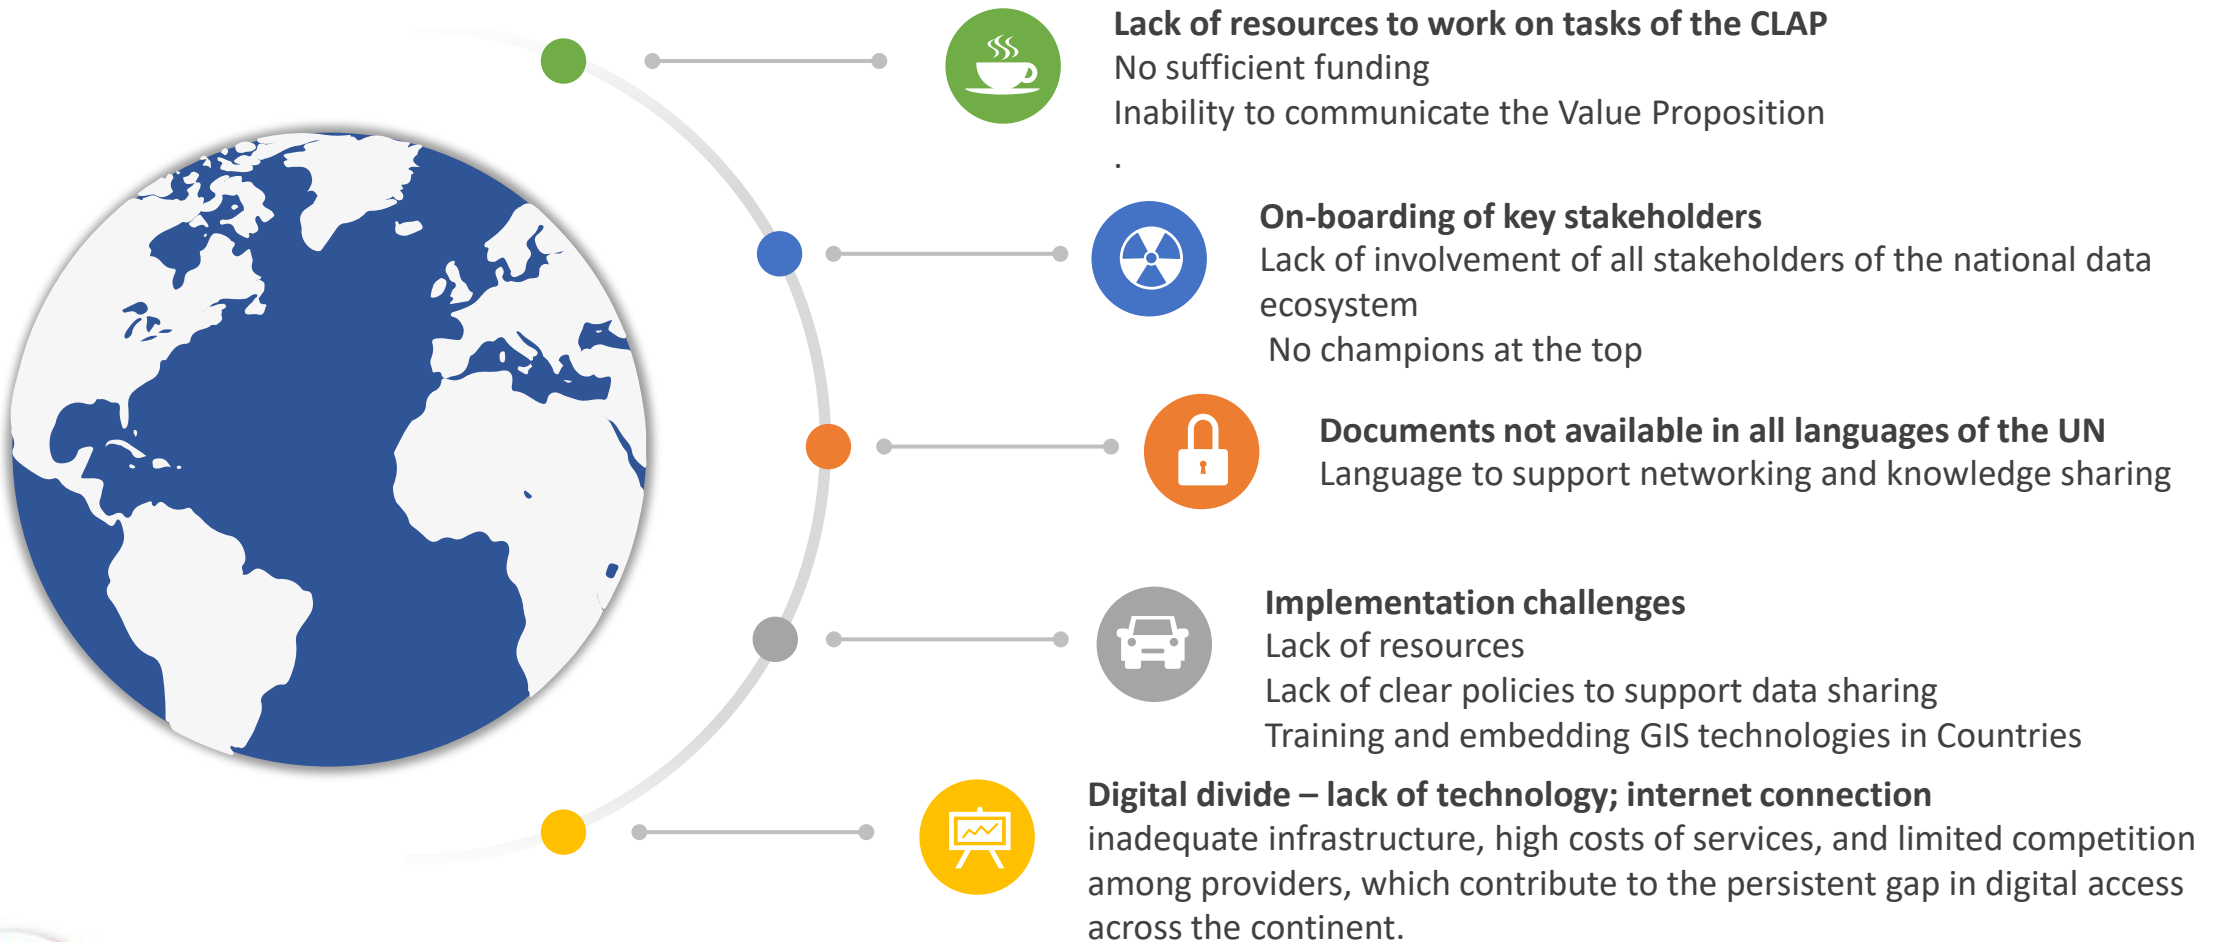 Lack of resources to work on tasks of the CLAP
No sufficient funding
Inability to communicate the Value Proposition
.
On-boarding of key stakeholders
Lack of involvement of all stakeholders of the national data
ecosystem
No champions at the top
Documents not available in all languages of the UN
Language to support networking and knowledge sharing
Implementation challenges
Lack of resources
Lack of clear policies to support data sharing
Training and embedding GIS technologies in Countries
Digital divide – lack of technology; internet connection
inadequate infrastructure, high costs of services, and limited competition
among providers, which contribute to the persistent gap in digital access
across the continent.